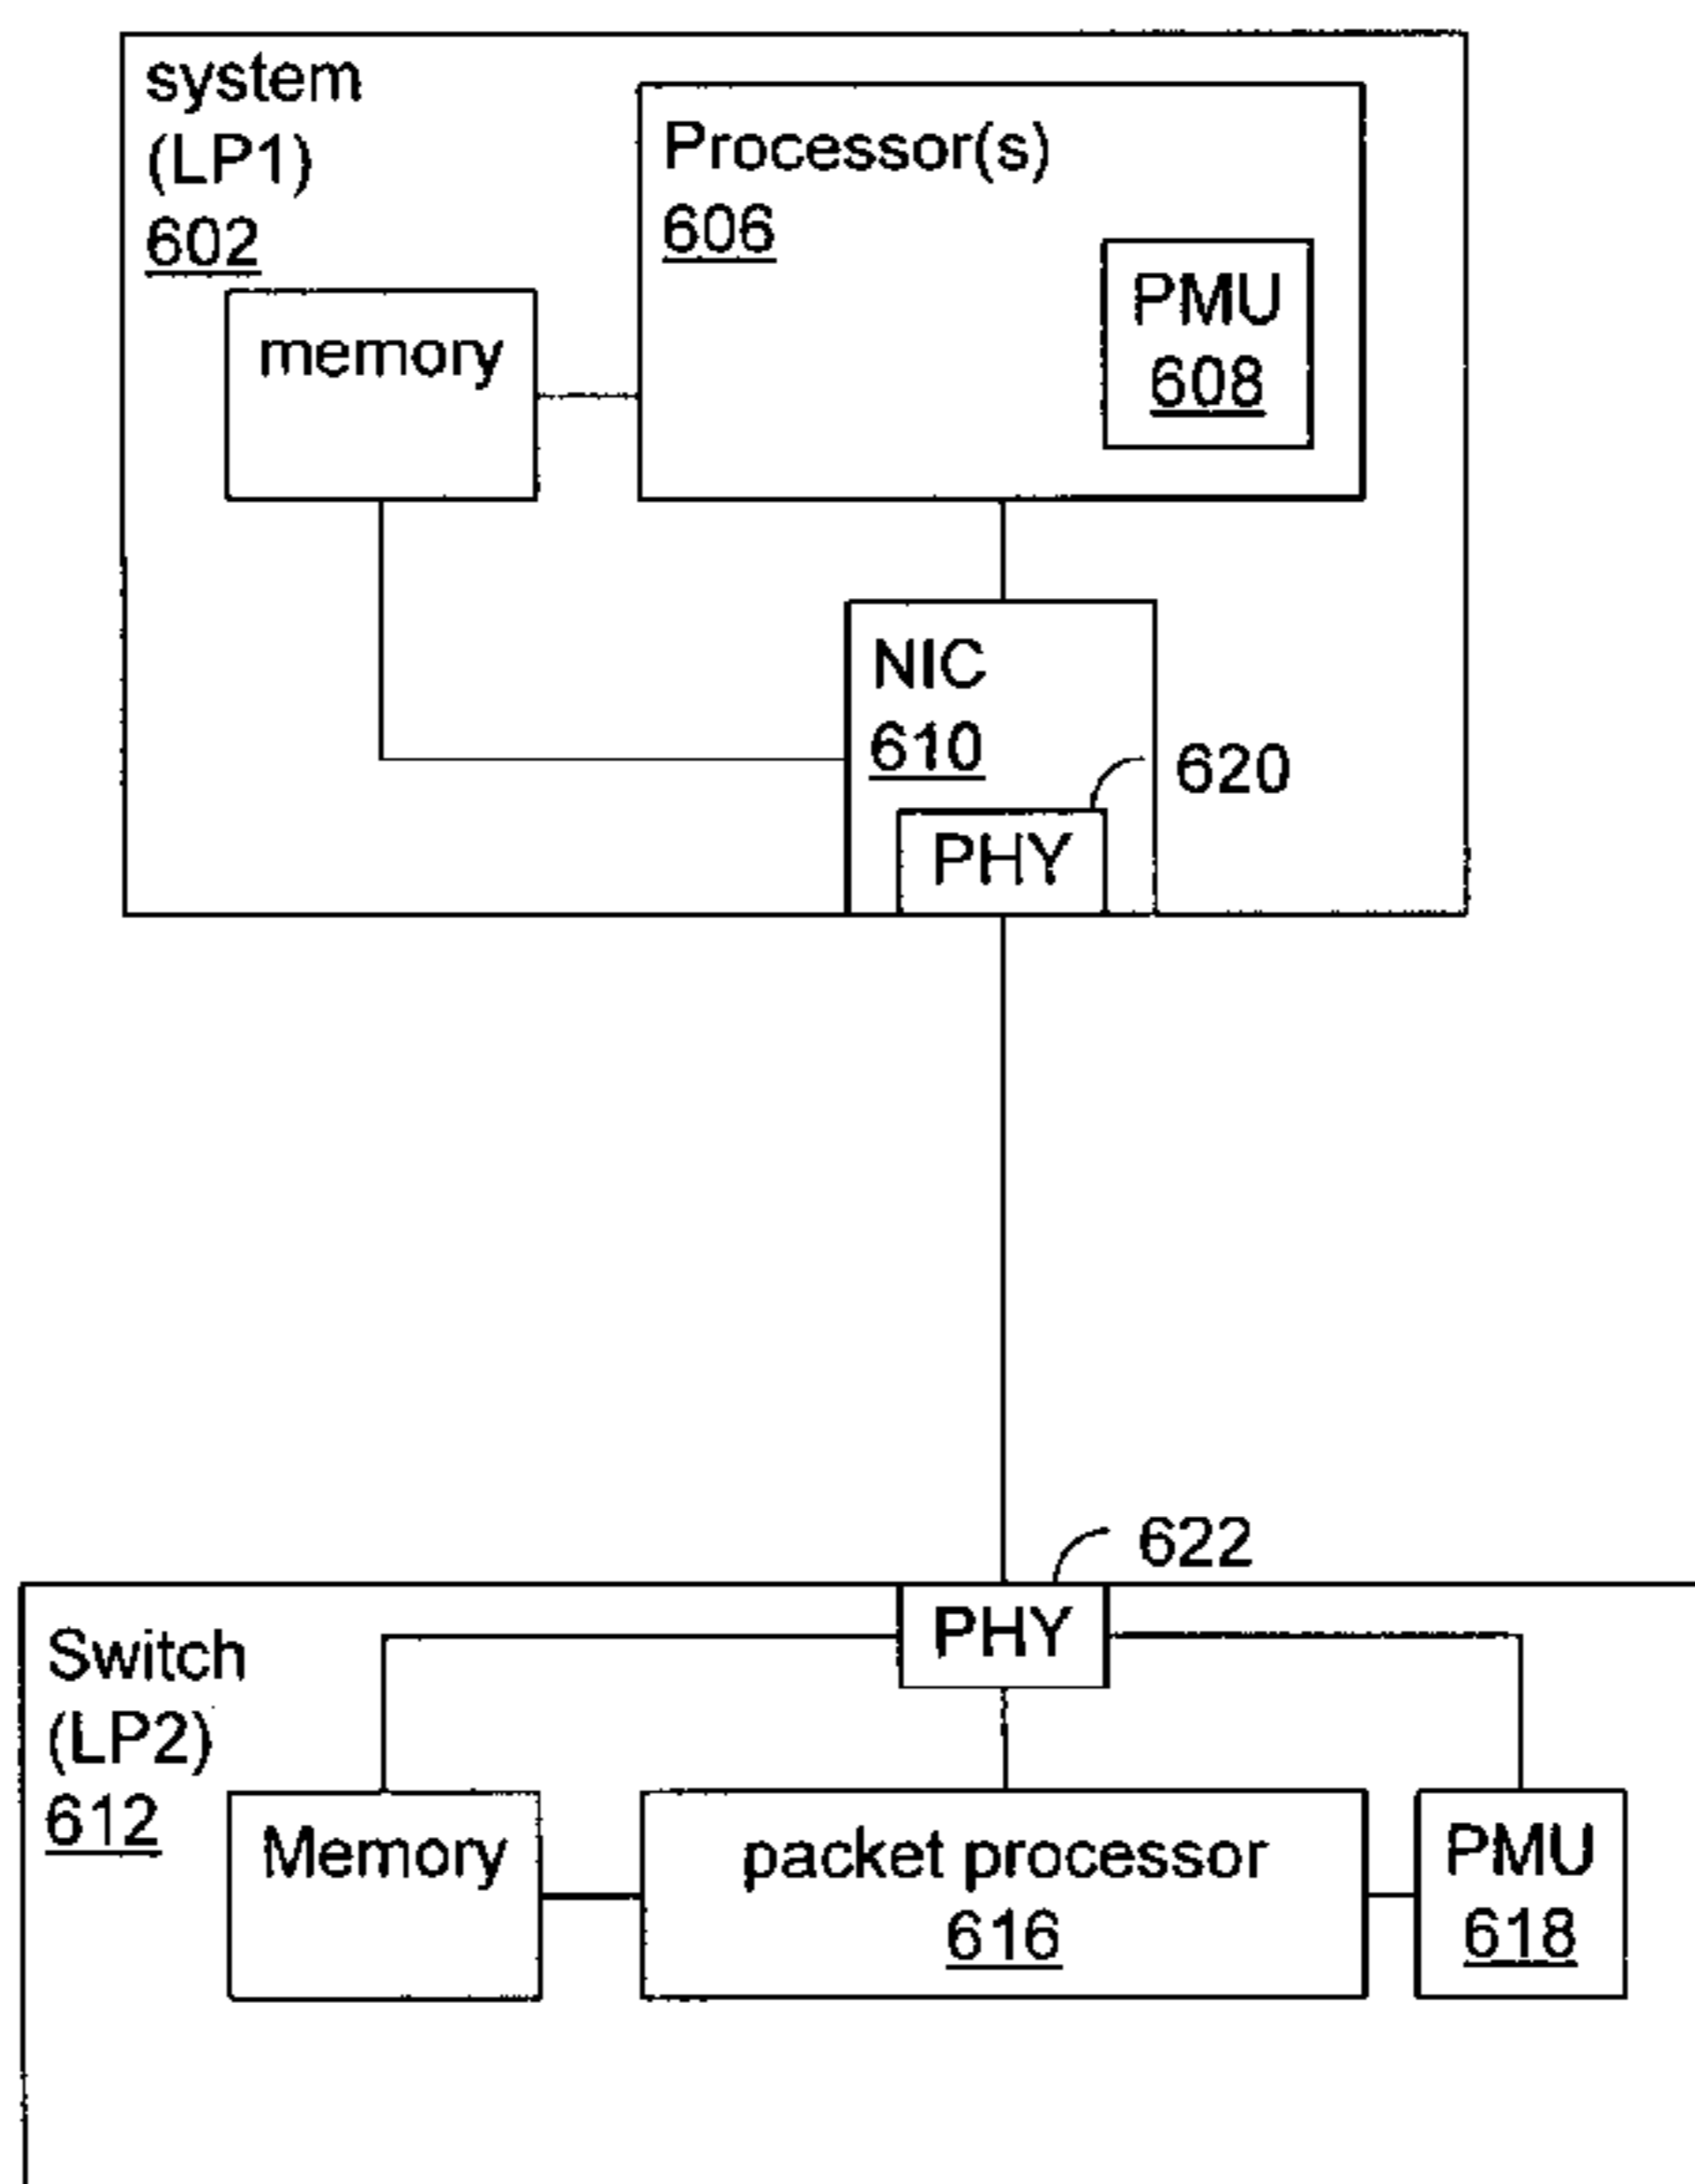 system
(LP1)
602
Processor(s)
606
PMU
608
memory
NIC
610
620
PHY
622
PHY
Switch
(LP2)
612
Memory
packet processor
616
PMU
618